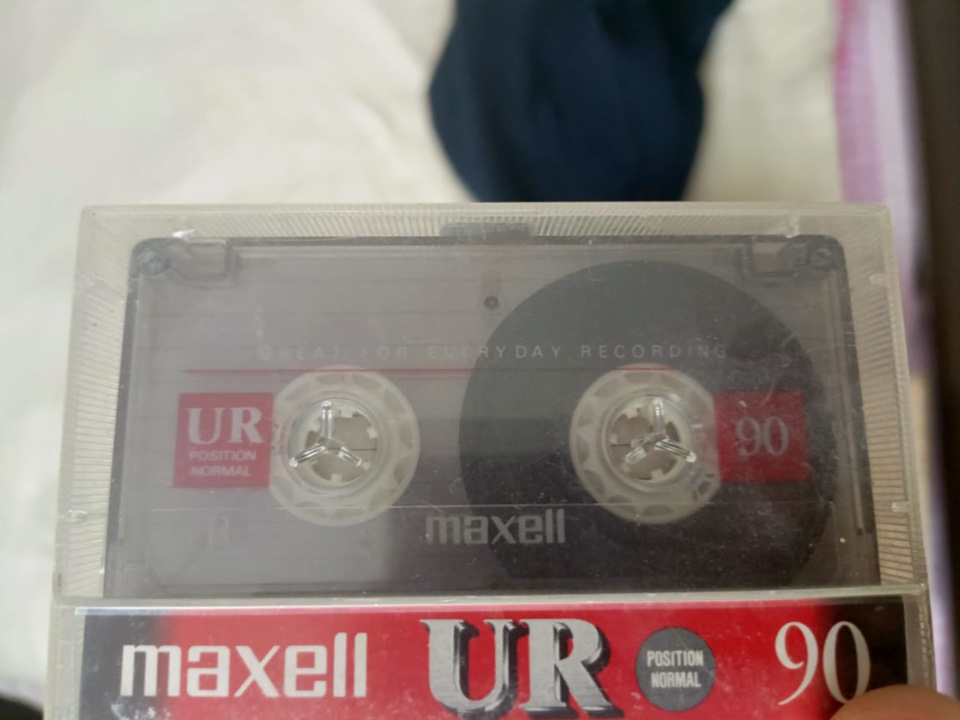 GREAT FOR EVERYDAY RECORDING
UR
POSITION
NORMAL
90
B
maxell
maxell UR POSITION NORMAL 90